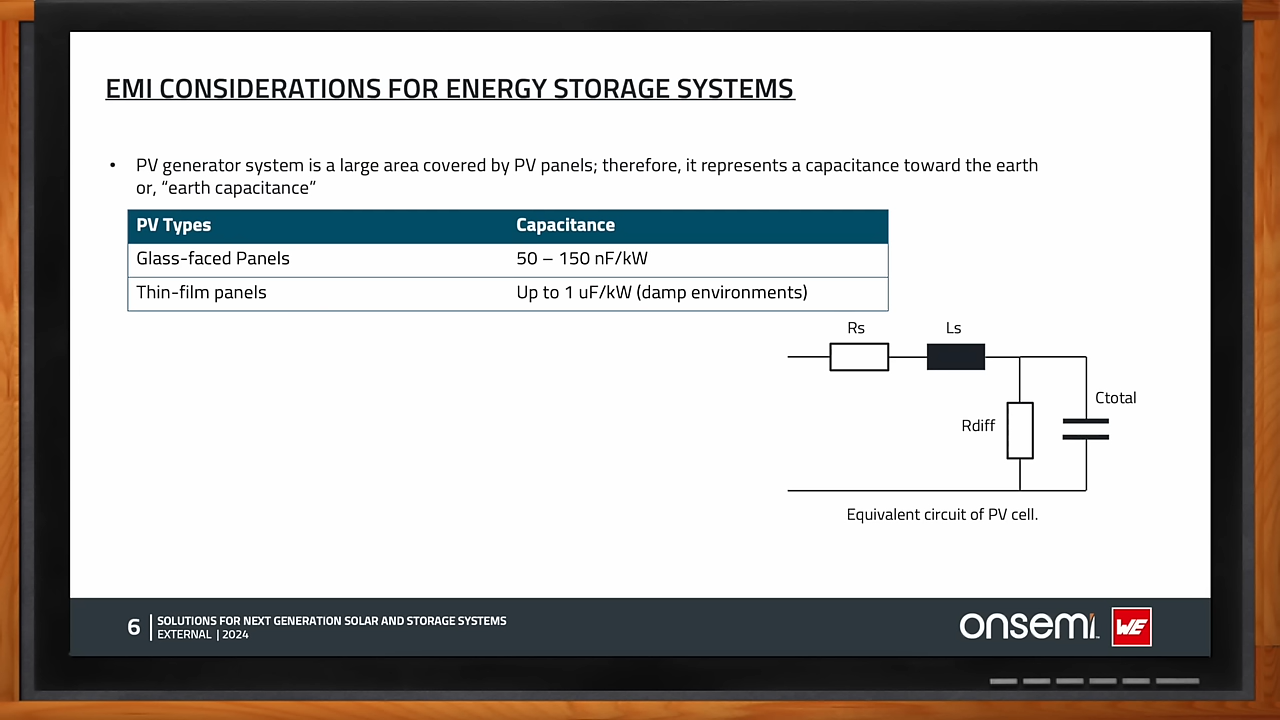 EMI CONSIDERATIONS FOR ENERGY STORAGE SYSTEMS
• PV generator system is a large area covered by PV panels; therefore, it represents a capacitance toward the earth
or, “earth capacitance”
PV Types Capacitance
Glass-faced Panels 50 – 150 nF/kW
Thin-film panels Up to 1 uF/kW (damp environments)
Rs Ls
Ctotal
Rdiff
Equivalent circuit of PV cell.
6 SOLUTIONS FOR NEXT GENERATION SOLAR AND STORAGE SYSTEMS
EXTERNAL | 2024
onsemi WE